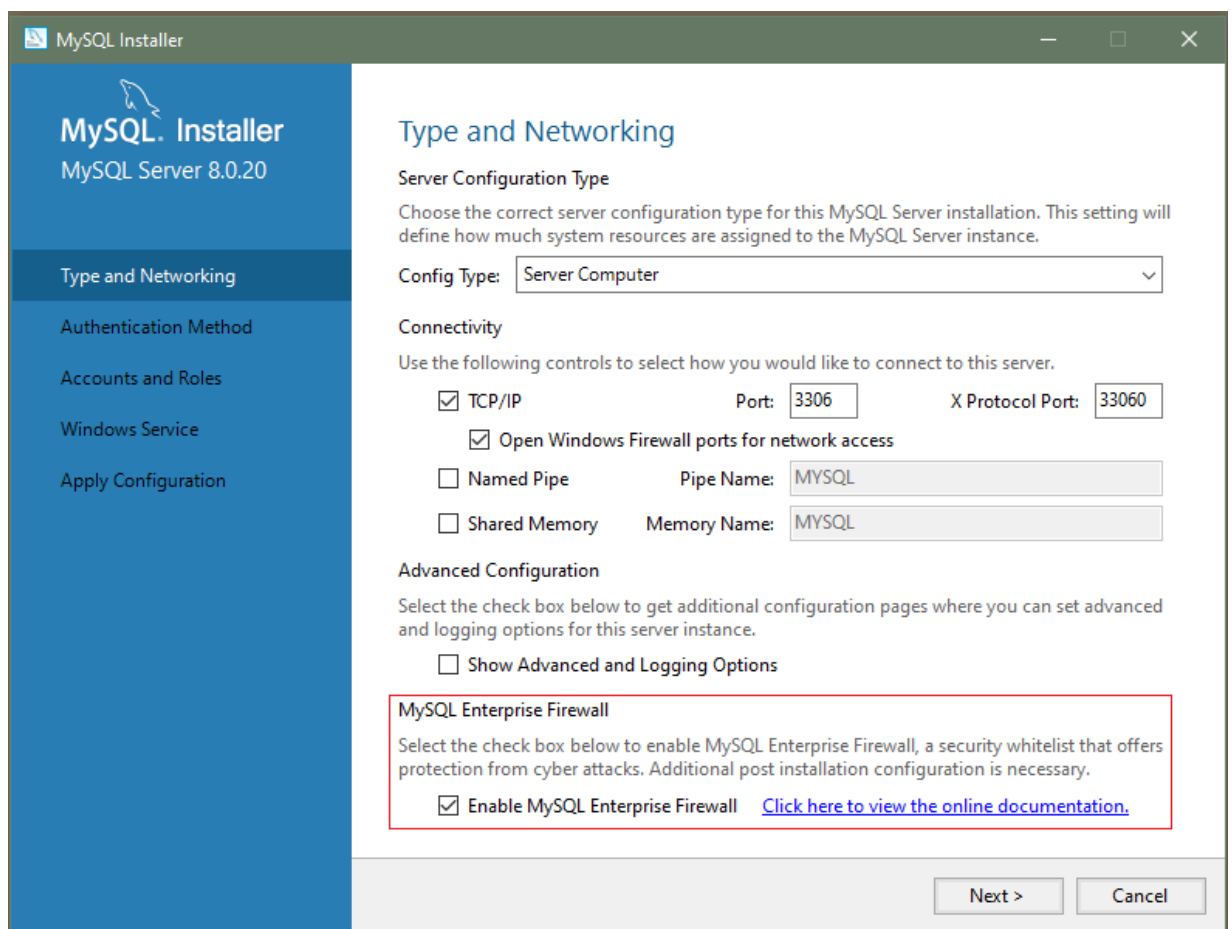 MySQL Installer
MySQL. Installer
MySQL Server 8.0.20
Type and Networking
Authentication Method
Accounts and Roles
Windows Service
Apply Configuration
Type and Networking
Server Configuration Type
Choose the correct server configuration type for this MySQL Server installation. This setting will
define how much system resources are assigned to the MySQL Server instance.
Config Type: Server Computer
Connectivity
Use the following controls to select how you would like to connect to this server.
TCP/IP Port: 3306 X Protocol Port: 33060
Open Windows Firewall ports for network access
Named Pipe Pipe Name: MYSQL
Shared Memory Memory Name: MYSQL
Advanced Configuration
Select the check box below to get additional configuration pages where you can set advanced
and logging options for this server instance.
Show Advanced and Logging Options
MySQL Enterprise Firewall
Select the check box below to enable MySQL Enterprise Firewall, a security whitelist that offers
protection from cyber attacks. Additional post installation configuration is necessary.
Enable MySQL Enterprise Firewall Click here to view the online documentation.
Next > Cancel